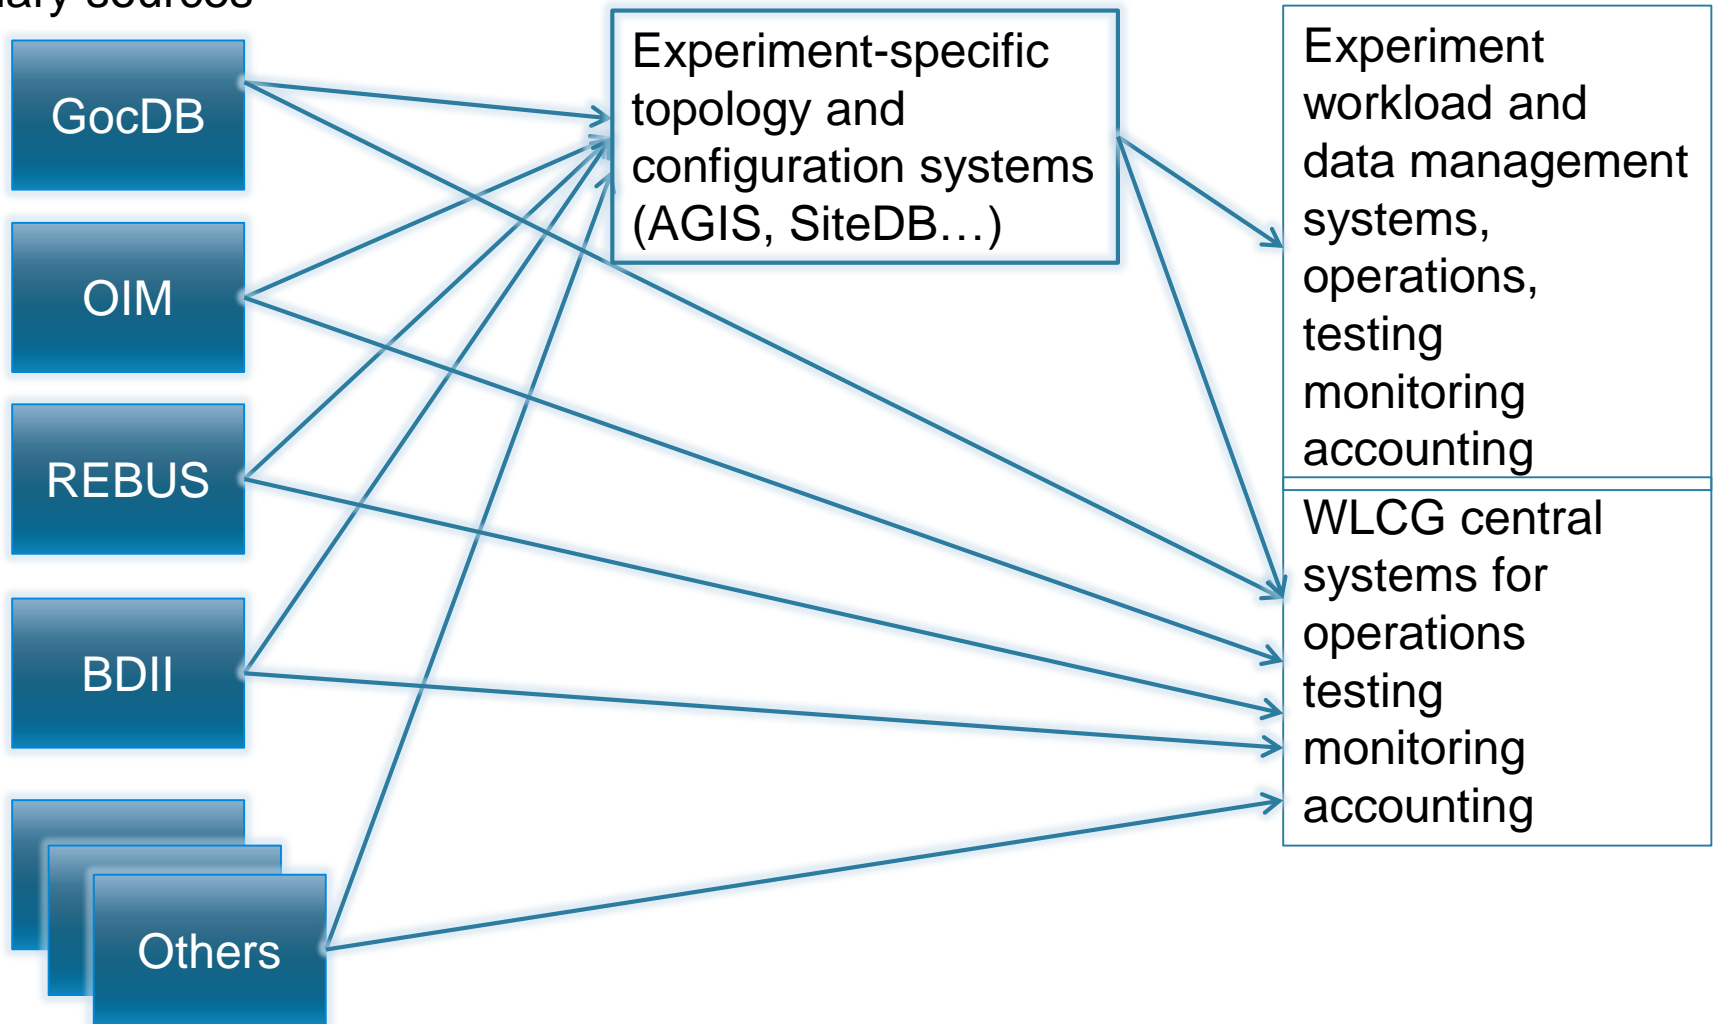 sources
GocDB
OIM
REBUS
BDII
Others
Experiment-specific
topology and
configuration systems
(AGIS, SiteDB…)
Experiment
workload and
data management
systems,
operations,
testing
monitoring
accounting
WLCG central
systems for
operations
testing
monitoring
accounting